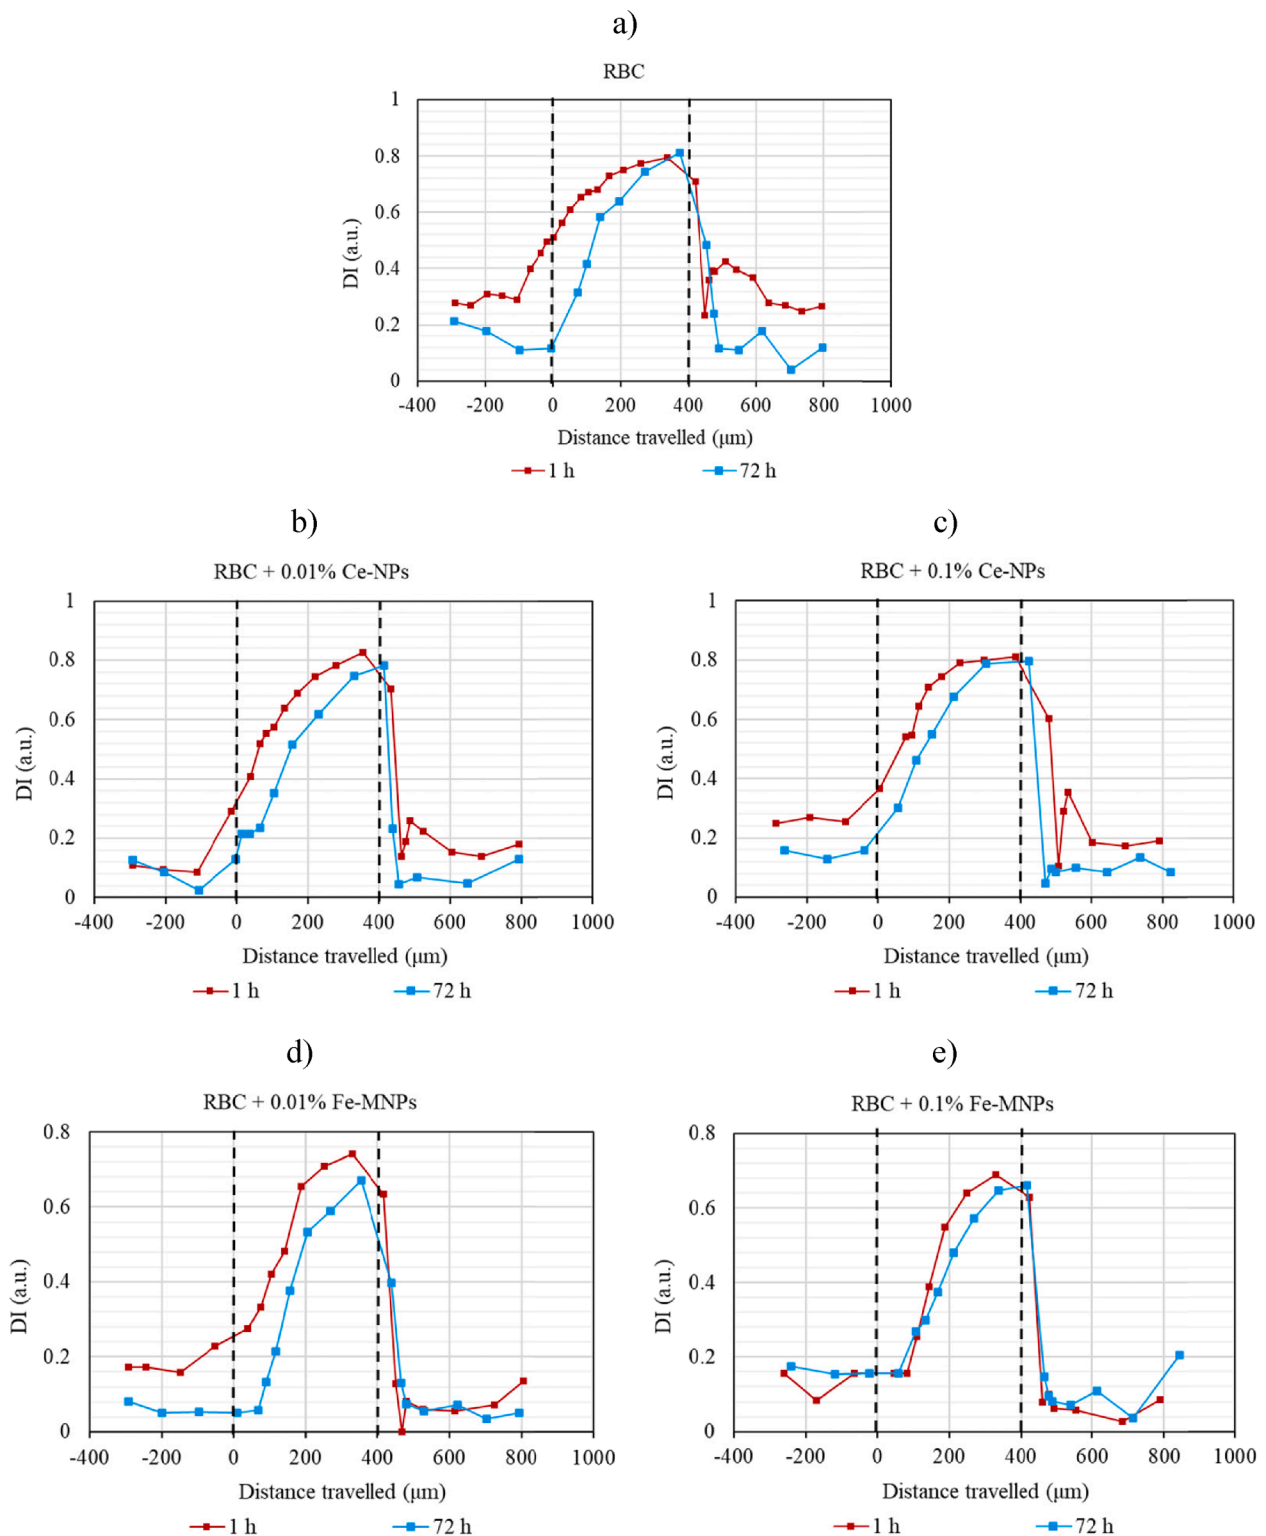 a)
RBC
1
0.8
0.6
0.4
0.2
0
DI (a.u.)
-400 -200 0 200 400 600 800 1000
Distance travelled (μm)
1 h 72 h
b)
RBC + 0.01% Ce-NPs
1
0.8
0.6
0.4
0.2
0
DI (a.u.)
-400 -200 0 200 400 600 800 1000
Distance travelled (μm)
1 h 72 h
c)
RBC + 0.1% Ce-NPs
1
0.8
0.6
0.4
0.2
0
DI (a.u.)
-400 -200 0 200 400 600 800 1000
Distance travelled (μm)
1 h 72 h
d)
RBC + 0.01% Fe-MNPs
0.8
0.6
0.4
0.2
0
DI (a.u.)
-400 -200 0 200 400 600 800 1000
Distance travelled (μm)
1 h 72 h
e)
RBC + 0.1% Fe-MNPs
0.8
0.6
0.4
0.2
0
DI (a.u.)
-400 -200 0 200 400 600 800 1000
Distance travelled (μm)
1 h 72 h